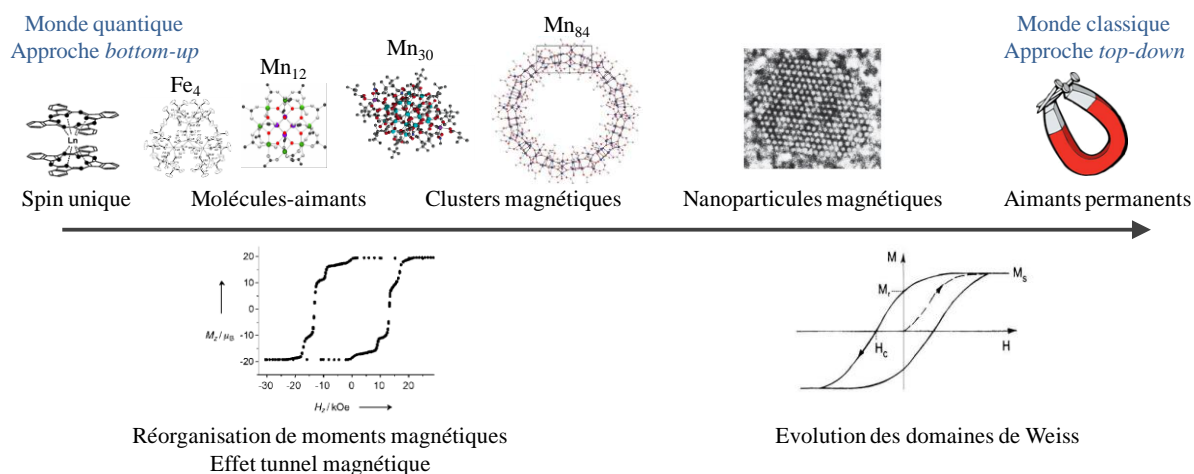 Monde quantique
Approche bottom-up
Monde classique
Approche top-down
Fe4
Mn12
Mn30
Mn84
Ln
Spin unique
Molécules-aimants
Clusters magnétiques
Nanoparticules magnétiques
Aimants permanents
20
10
0
-10
-20
Mz / μB
-30
-20
-10
0
10
20
Hz / kOe
M
Ms
Mr
Hc
H
Réorganisation de moments magnétiques
Effet tunnel magnétique
Evolution des domaines de Weiss